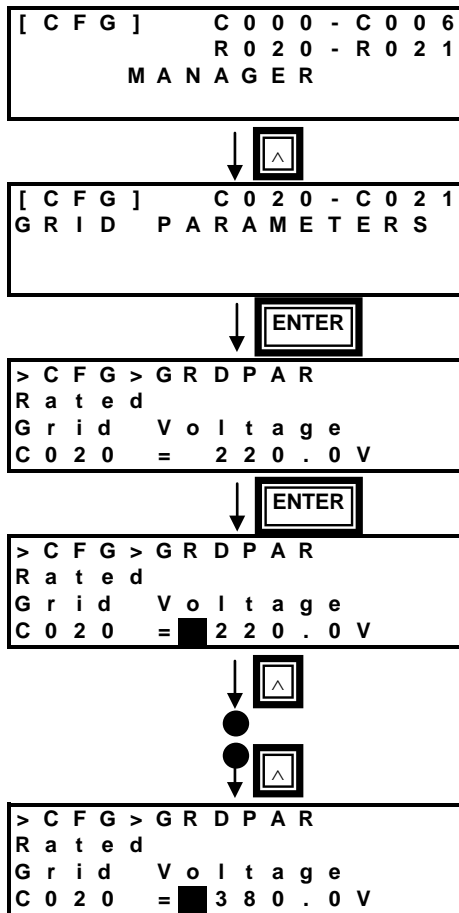 [CFG] C000-C006
R020-R021
MANAGER
^
[CFG] C020-C021
GRID PARAMETERS
ENTER
>CFG>GRDPAR
Rated
Grid Voltage
C020 = 220.0V
ENTER
>CFG>GRDPAR
Rated
Grid Voltage
C020 =█220.0V
^
^
>CFG>GRDPAR
Rated
Grid Voltage
C020 =█380.0V